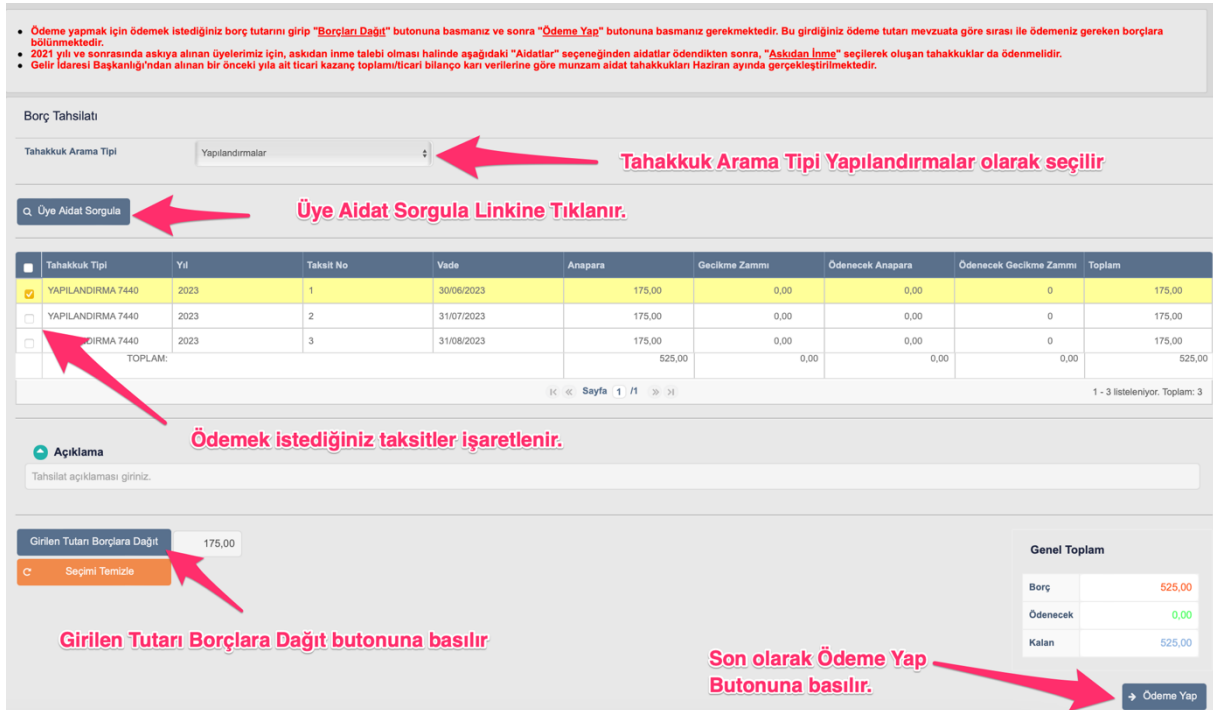 Ödeme yapmak için ödemek istediğiniz borç tutarını girip "Borçları Dağıt" butonuna basmanız ve sonra "Ödeme Yap" butonuna basmanız gerekmektedir. Bu girdiğiniz ödeme tutarı mevzuata göre sırası ile ödemeniz gereken borçlara
bölünmektedir.
2021 yılı ve sonrasında askıya alınan üyelerimiz için, askıdan inme talebi olması halinde aşağıdaki "Aidatlar" seçeneğinden aidatlar ödendikten sonra, "Askıdan İnme" seçilerek oluşan tahakkuklar da ödenmelidir.
Gelir İdaresi Başkanlığı'ndan alınan bir önceki yıla ait ticari kazanç toplamı/ticari bilanço karı verilerine göre munzam aidat tahakkukları Haziran ayında gerçekleştirilmektedir.
Borç Tahsilatı
Tahakkuk Arama Tipi Yapılandırmalar
Tahakkuk Arama Tipi Yapılandırmalar olarak seçilir
Üye Aidat Sorgula
Üye Aidat Sorgula Linkine Tıklanır.
Tahakkuk Tipi Yıl Taksit No Vade Anapara Gecikme Zammı Ödenecek Anapara Ödenecek Gecikme Zammı Toplam
YAPILANDIRMA 7440 2023 1 30/06/2023 175,00 0,00 0,00 0 175,00
YAPILANDIRMA 7440 2023 2 31/07/2023 175,00 0,00 0,00 0 175,00
DIRMA 7440 2023 3 31/08/2023 175,00 0,00 0,00 0 175,00
TOPLAM: 525,00 0,00 0,00 0,00 525,00
Sayfa 1 /1
1 - 3 listeleniyor. Toplam: 3
Ödemek istediğiniz taksitler işaretlenir.
Açıklama
Tahsilat açıklaması giriniz.
Girilen Tutarı Borçlara Dağıt 175,00
Seçimi Temizle
Girilen Tutarı Borçlara Dağıt butonuna basılır
Genel Toplam
Borç 525,00
Ödenecek 0,00
Kalan 525,00
Son olarak Ödeme Yap
Butonuna basılır.
Ödeme Yap